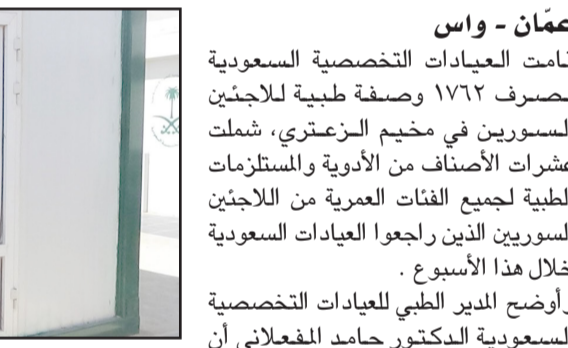 عمّان - واس
قامت العيادات التخصصية السعودية
بصرف ١٧٦٢ وصفة طبية للاجئين
السوريين في مخيم الزعتري، شملت
عشرات الأصناف من الأدوية والمستلزمات
الطبية لجميع الفئات العمرية من اللاجئين
السوريين الذين راجعوا العيادات السعودية
خلال هذا الأسبوع .
وأوضح المدير الطبي للعيادات التخصصية
السعودية الدكتور حامد المفعلاني أن